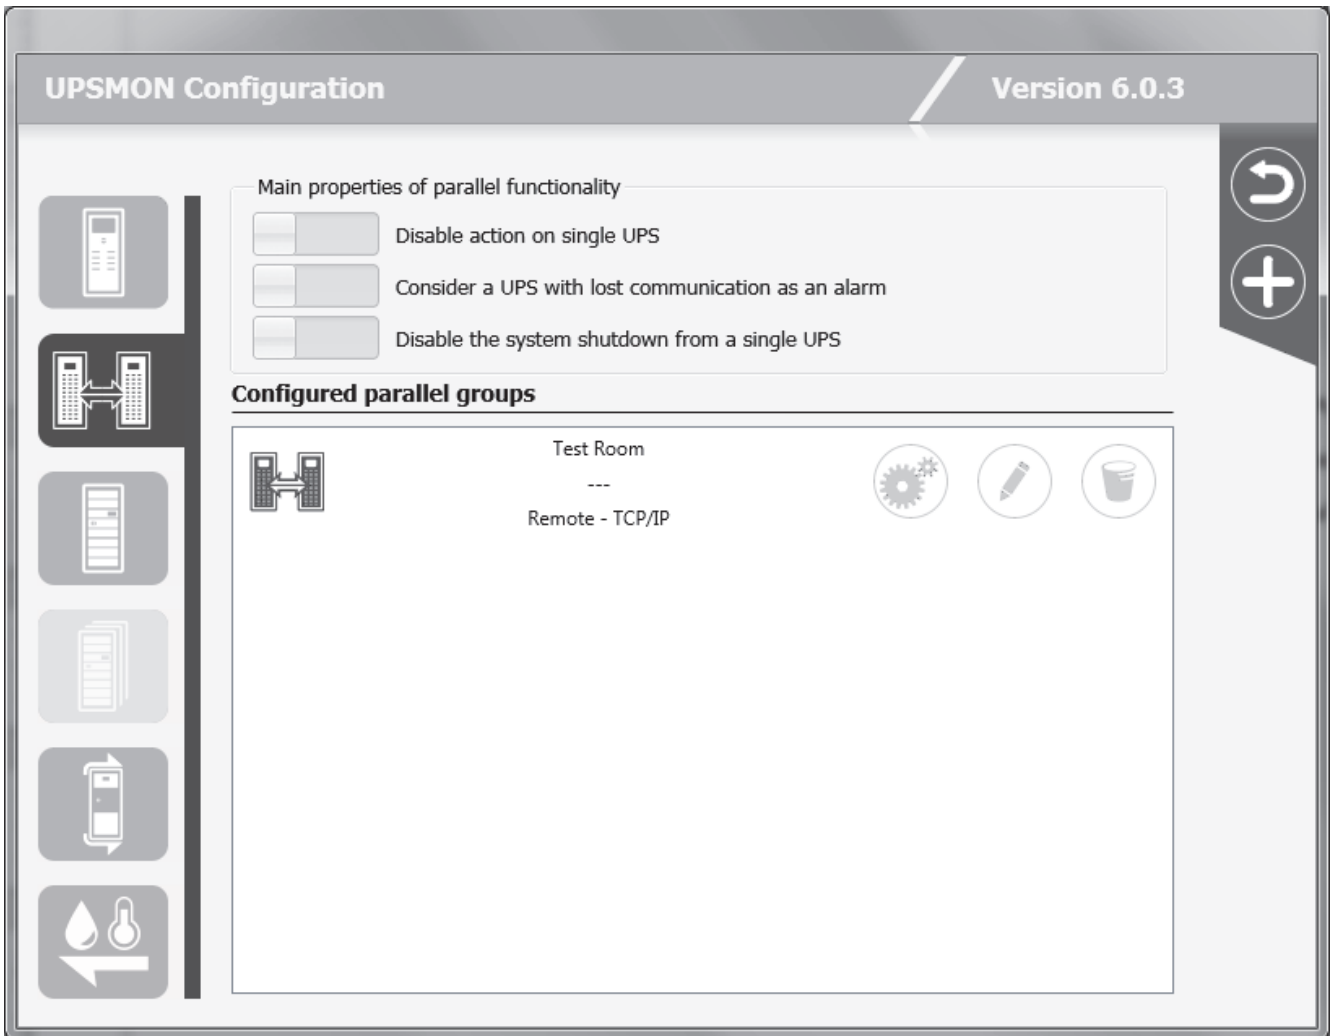 UPSMON Configuration
Version 6.0.3
Main properties of parallel functionality
Disable action on single UPS
Consider a UPS with lost communication as an alarm
Disable the system shutdown from a single UPS
Configured parallel groups
Test Room
---
Remote - TCP/IP